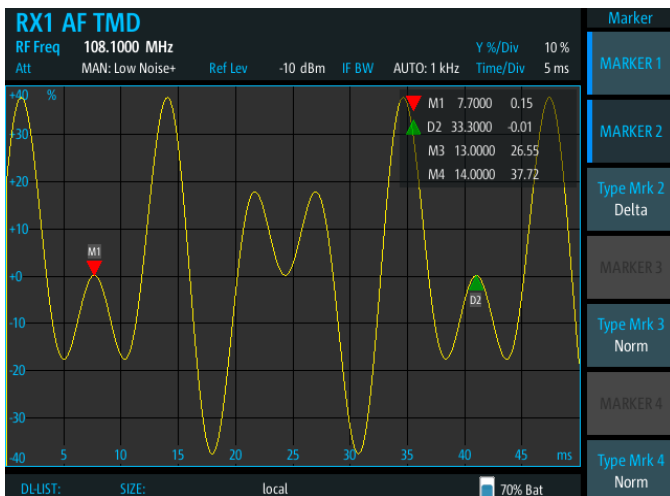 RX1 AF TMD
RF Freq 108.1000 MHz Y %/Div 10 %
Att MAN: Low Noise+ Ref Lev -10 dBm IF BW AUTO: 1 kHz Time/Div 5 ms
+40 %
+30
+20
+10
+0
-10
-20
-30
-40 5 10 15 20 25 30 35 40 45 ms
M1 7.7000 0.15
D2 33.3000 -0.01
M3 13.0000 26.55
M4 14.0000 37.72
M1
D2
DL-LIST: SIZE: local 70% Bat
Marker
MARKER 1
MARKER 2
Type Mrk 2
Delta
MARKER 3
Type Mrk 3
Norm
MARKER 4
Type Mrk 4
Norm